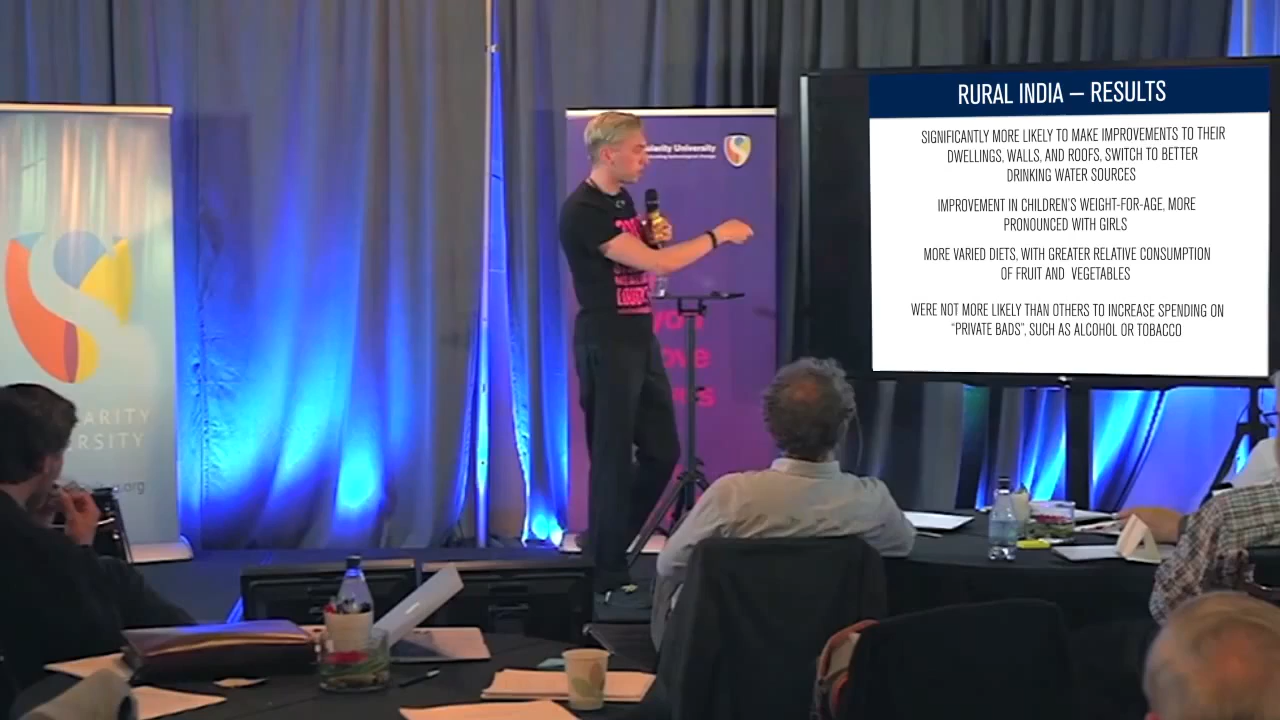 RURAL INDIA – RESULTS
SIGNIFICANTLY MORE LIKELY TO MAKE IMPROVEMENTS TO THEIR
DWELLINGS, WALLS, AND ROOFS, SWITCH TO BETTER
DRINKING WATER SOURCES
IMPROVEMENT IN CHILDREN'S WEIGHT-FOR-AGE, MORE
PRONOUNCED WITH GIRLS
MORE VARIED DIETS, WITH GREATER RELATIVE CONSUMPTION
OF FRUIT AND VEGETABLES
WERE NOT MORE LIKELY THAN OTHERS TO INCREASE SPENDING ON
"PRIVATE BADS", SUCH AS ALCOHOL OR TOBACCO
University